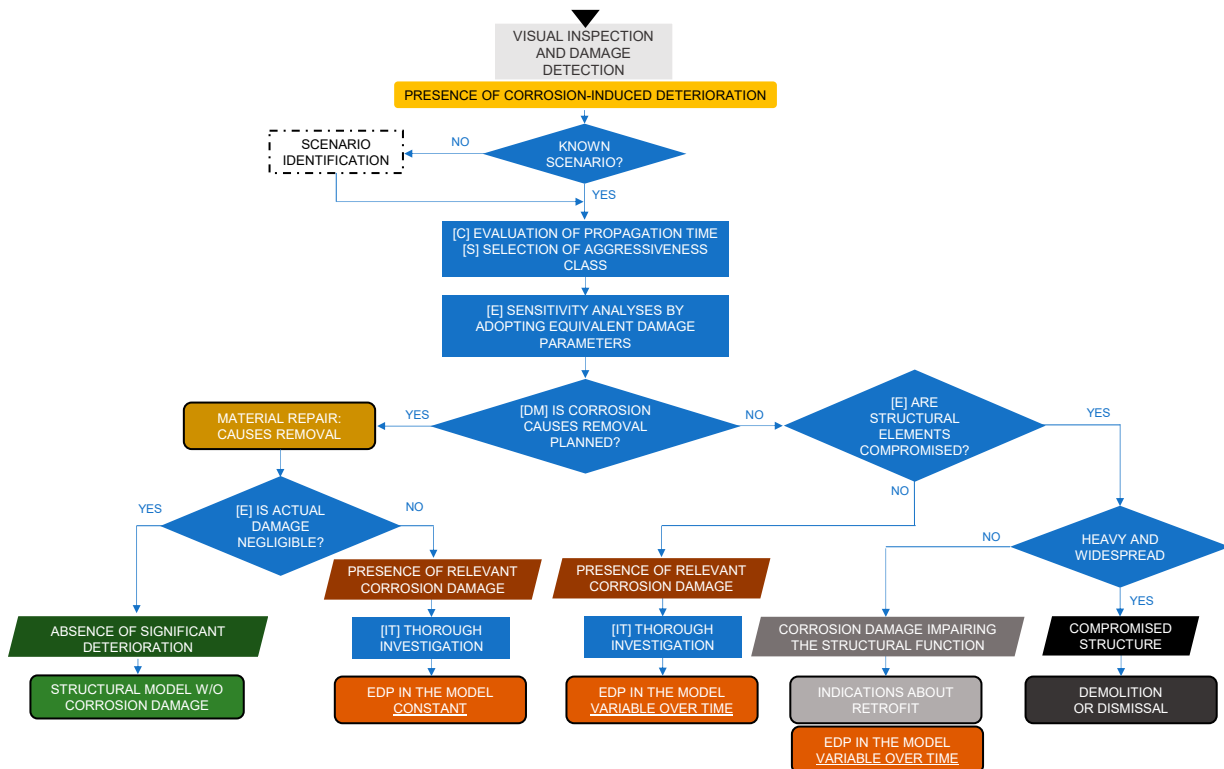 VISUAL INSPECTION
AND DAMAGE
DETECTION
PRESENCE OF CORROSION-INDUCED DETERIORATION
SCENARIO
IDENTIFICATION
NO
KNOWN
SCENARIO?
YES
[C] EVALUATION OF PROPAGATION TIME
[S] SELECTION OF AGGRESSIVENESS
CLASS
[E] SENSITIVITY ANALYSES BY
ADOPTING EQUIVALENT DAMAGE
PARAMETERS
MATERIAL REPAIR:
CAUSES REMOVAL
YES
[DM] IS CORROSION
CAUSES REMOVAL
PLANNED?
NO
[E] ARE
STRUCTURAL
ELEMENTS
COMPROMISED?
YES
NO
YES
[E] IS ACTUAL
DAMAGE
NEGLIGIBLE?
NO
NO
HEAVY AND
WIDESPREAD
YES
PRESENCE OF RELEVANT
CORROSION DAMAGE
PRESENCE OF RELEVANT
CORROSION DAMAGE
ABSENCE OF SIGNIFICANT
DETERIORATION
[IT] THOROUGH
INVESTIGATION
[IT] THOROUGH
INVESTIGATION
CORROSION DAMAGE IMPAIRING
THE STRUCTURAL FUNCTION
COMPROMISED
STRUCTURE
STRUCTURAL MODEL W/O
CORROSION DAMAGE
EDP IN THE MODEL
CONSTANT
EDP IN THE MODEL
VARIABLE OVER TIME
INDICATIONS ABOUT
RETROFIT
DEMOLITION
OR DISMISSAL
EDP IN THE MODEL
VARIABLE OVER TIME